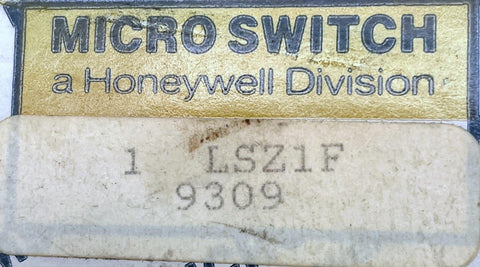 MICRO SWITCH
a Honeywell Division
1 LSZ1F
9309